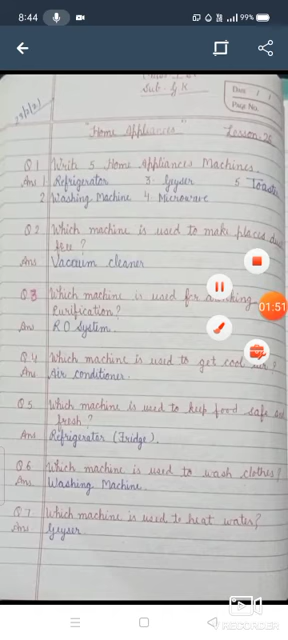 8:44
99%
Sub- G.K
Date / /
Page No.
"Home Appliances"
Lesson-26
Q1 Write 5 Home Appliances Machines.
Ans 1 Refrigerator 3 Geyser 5 Toaster
2 Washing Machine 4 Microwave
Q2 Which machine is used to make places dust
free?
Ans Vacuum cleaner
Q3 Which machine is used for drinking
Purification?
01:51
Ans R.O System.
Q.4 Which machine is used to get cool air?
Ans Air conditioner.
Q5 Which machine is used to keep food safe and
fresh?
Ans Refrigerator (Fridge).
Q6 Which machine is used to wash clothes?
Ans Washing Machine.
Q7 Which machine is used to heat water?
Ans Geyser
RECORDER